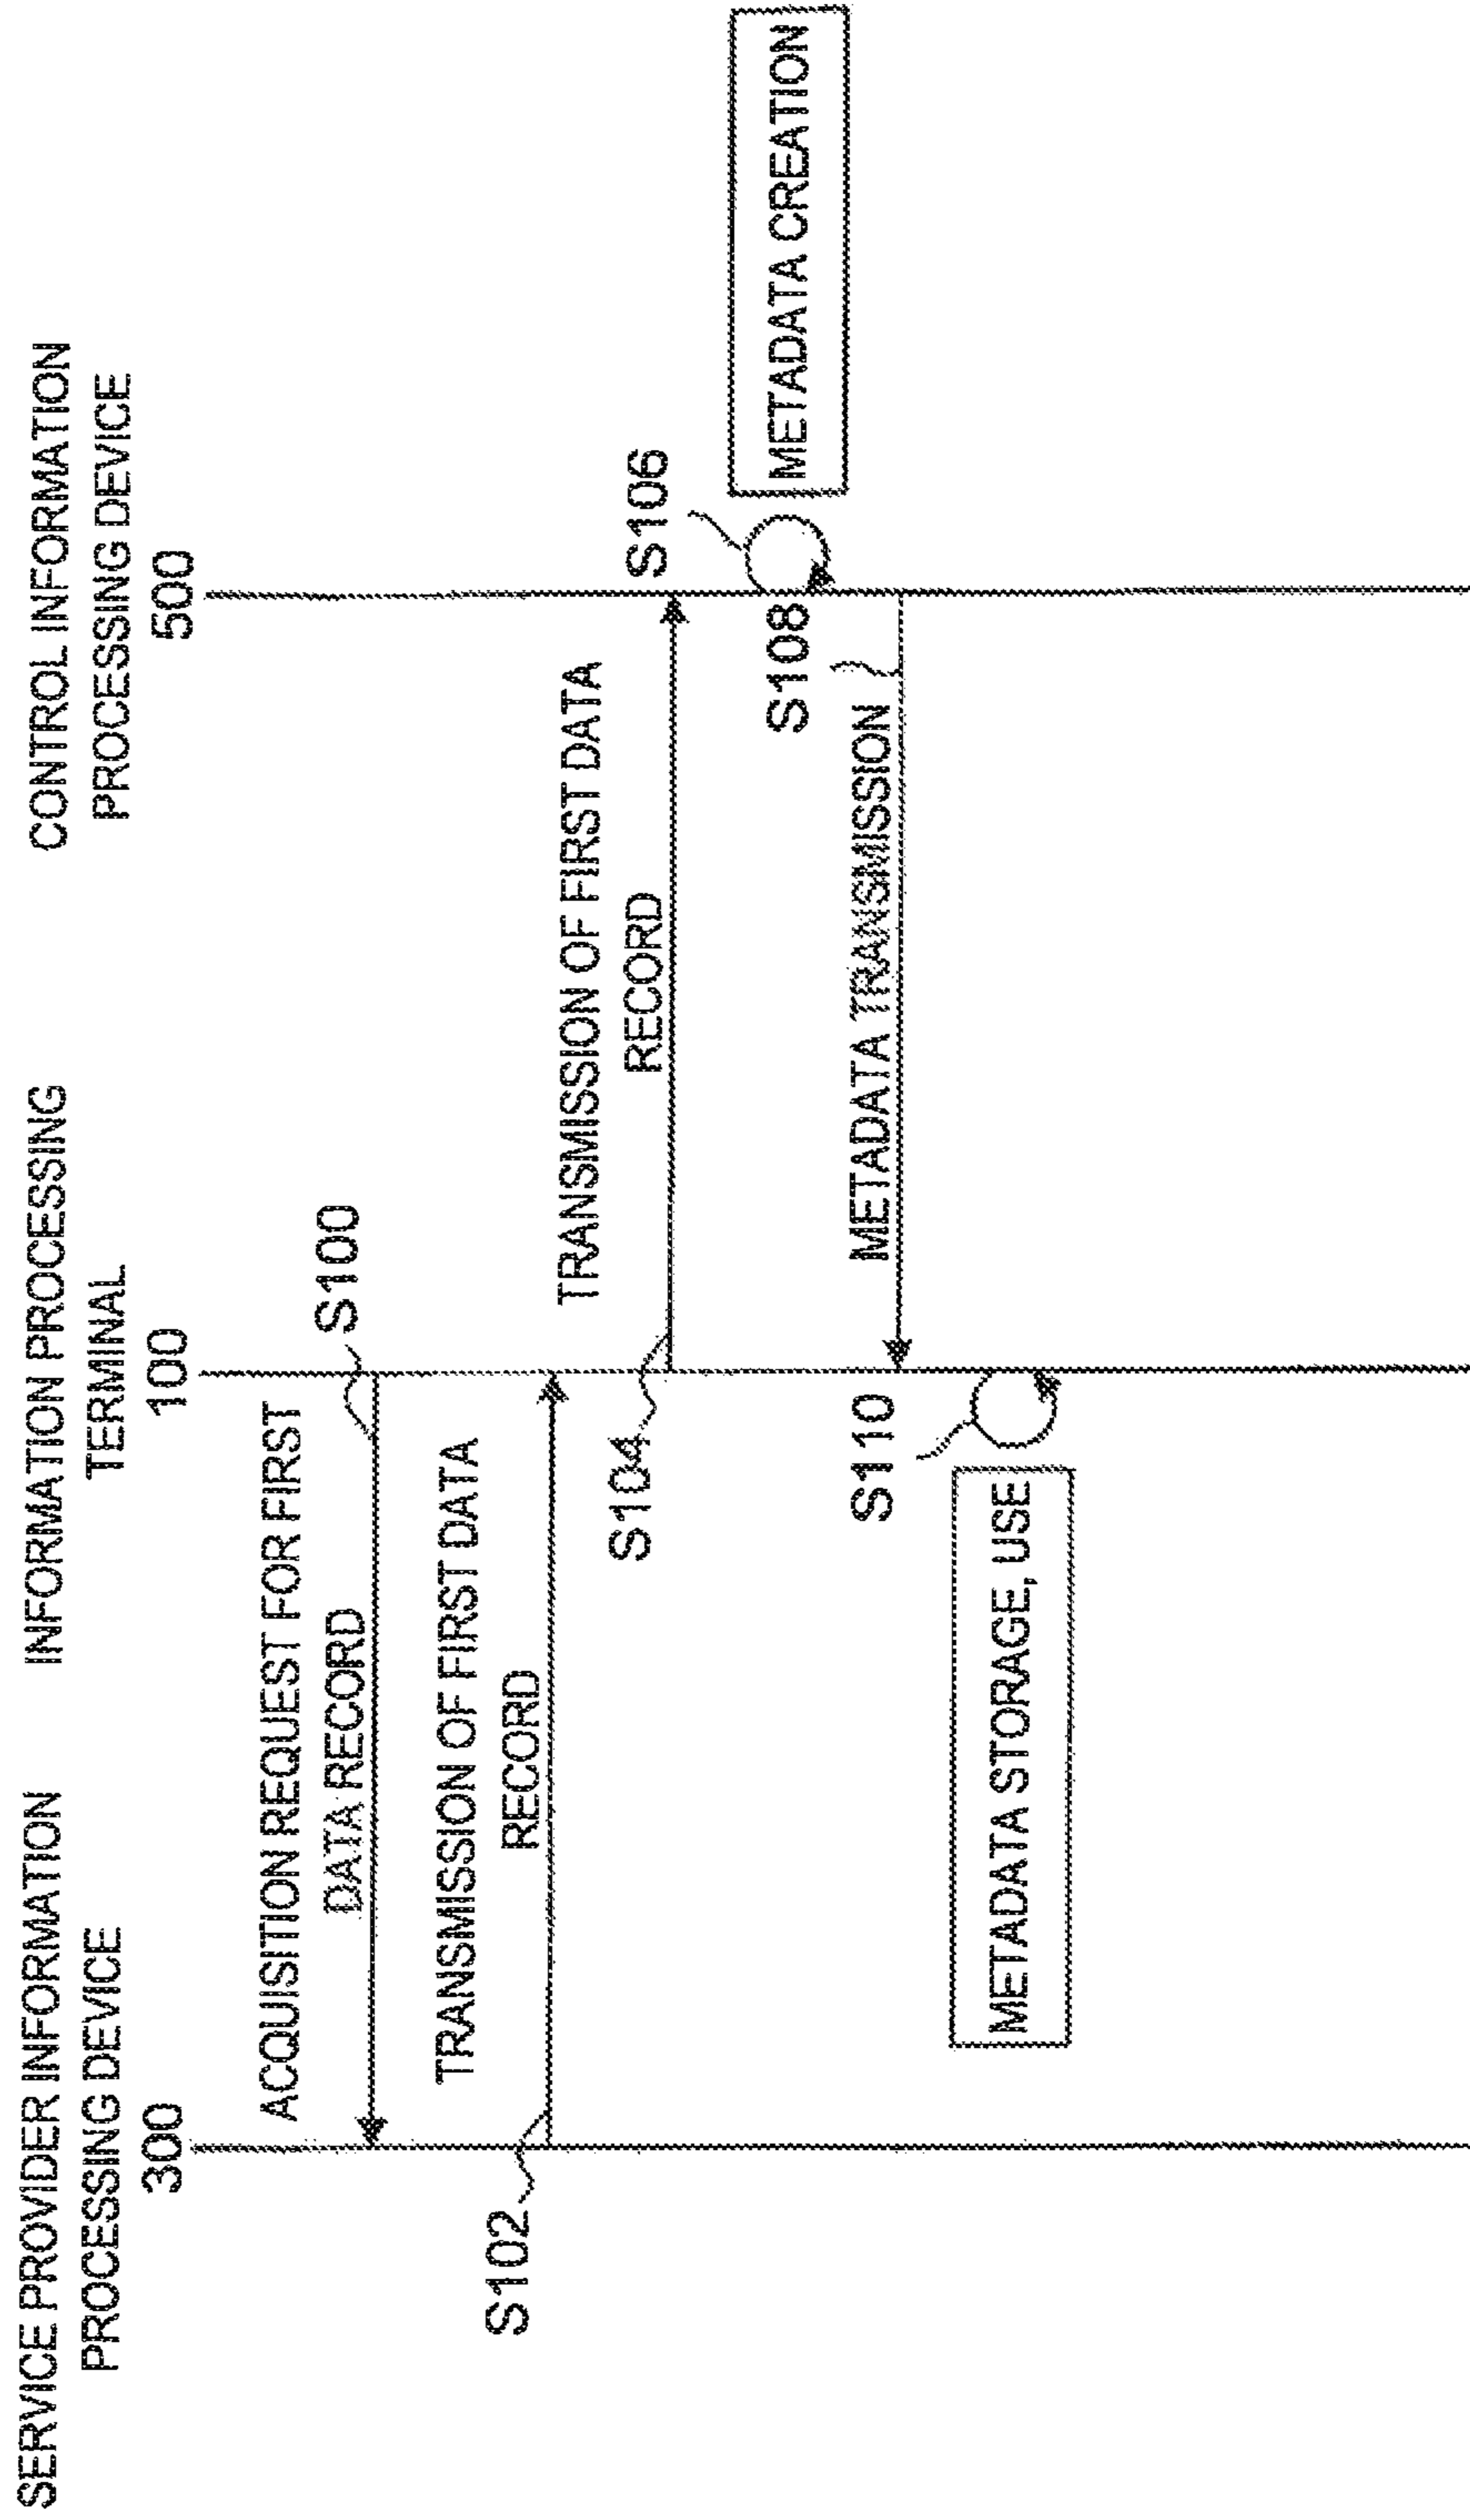 SERVICE PROVIDER INFORMATION
PROCESSING DEVICE
300
INFORMATION PROCESSING
TERMINAL
100
CONTROL INFORMATION
PROCESSING DEVICE
500
ACQUISITION REQUEST FOR FIRST
DATA RECORD
S100
TRANSMISSION OF FIRST DATA
RECORD
S102
TRANSMISSION OF FIRST DATA
RECORD
S104
S106
METADATA CREATION
S108
METADATA TRANSMISSION
S110
METADATA STORAGE, USE